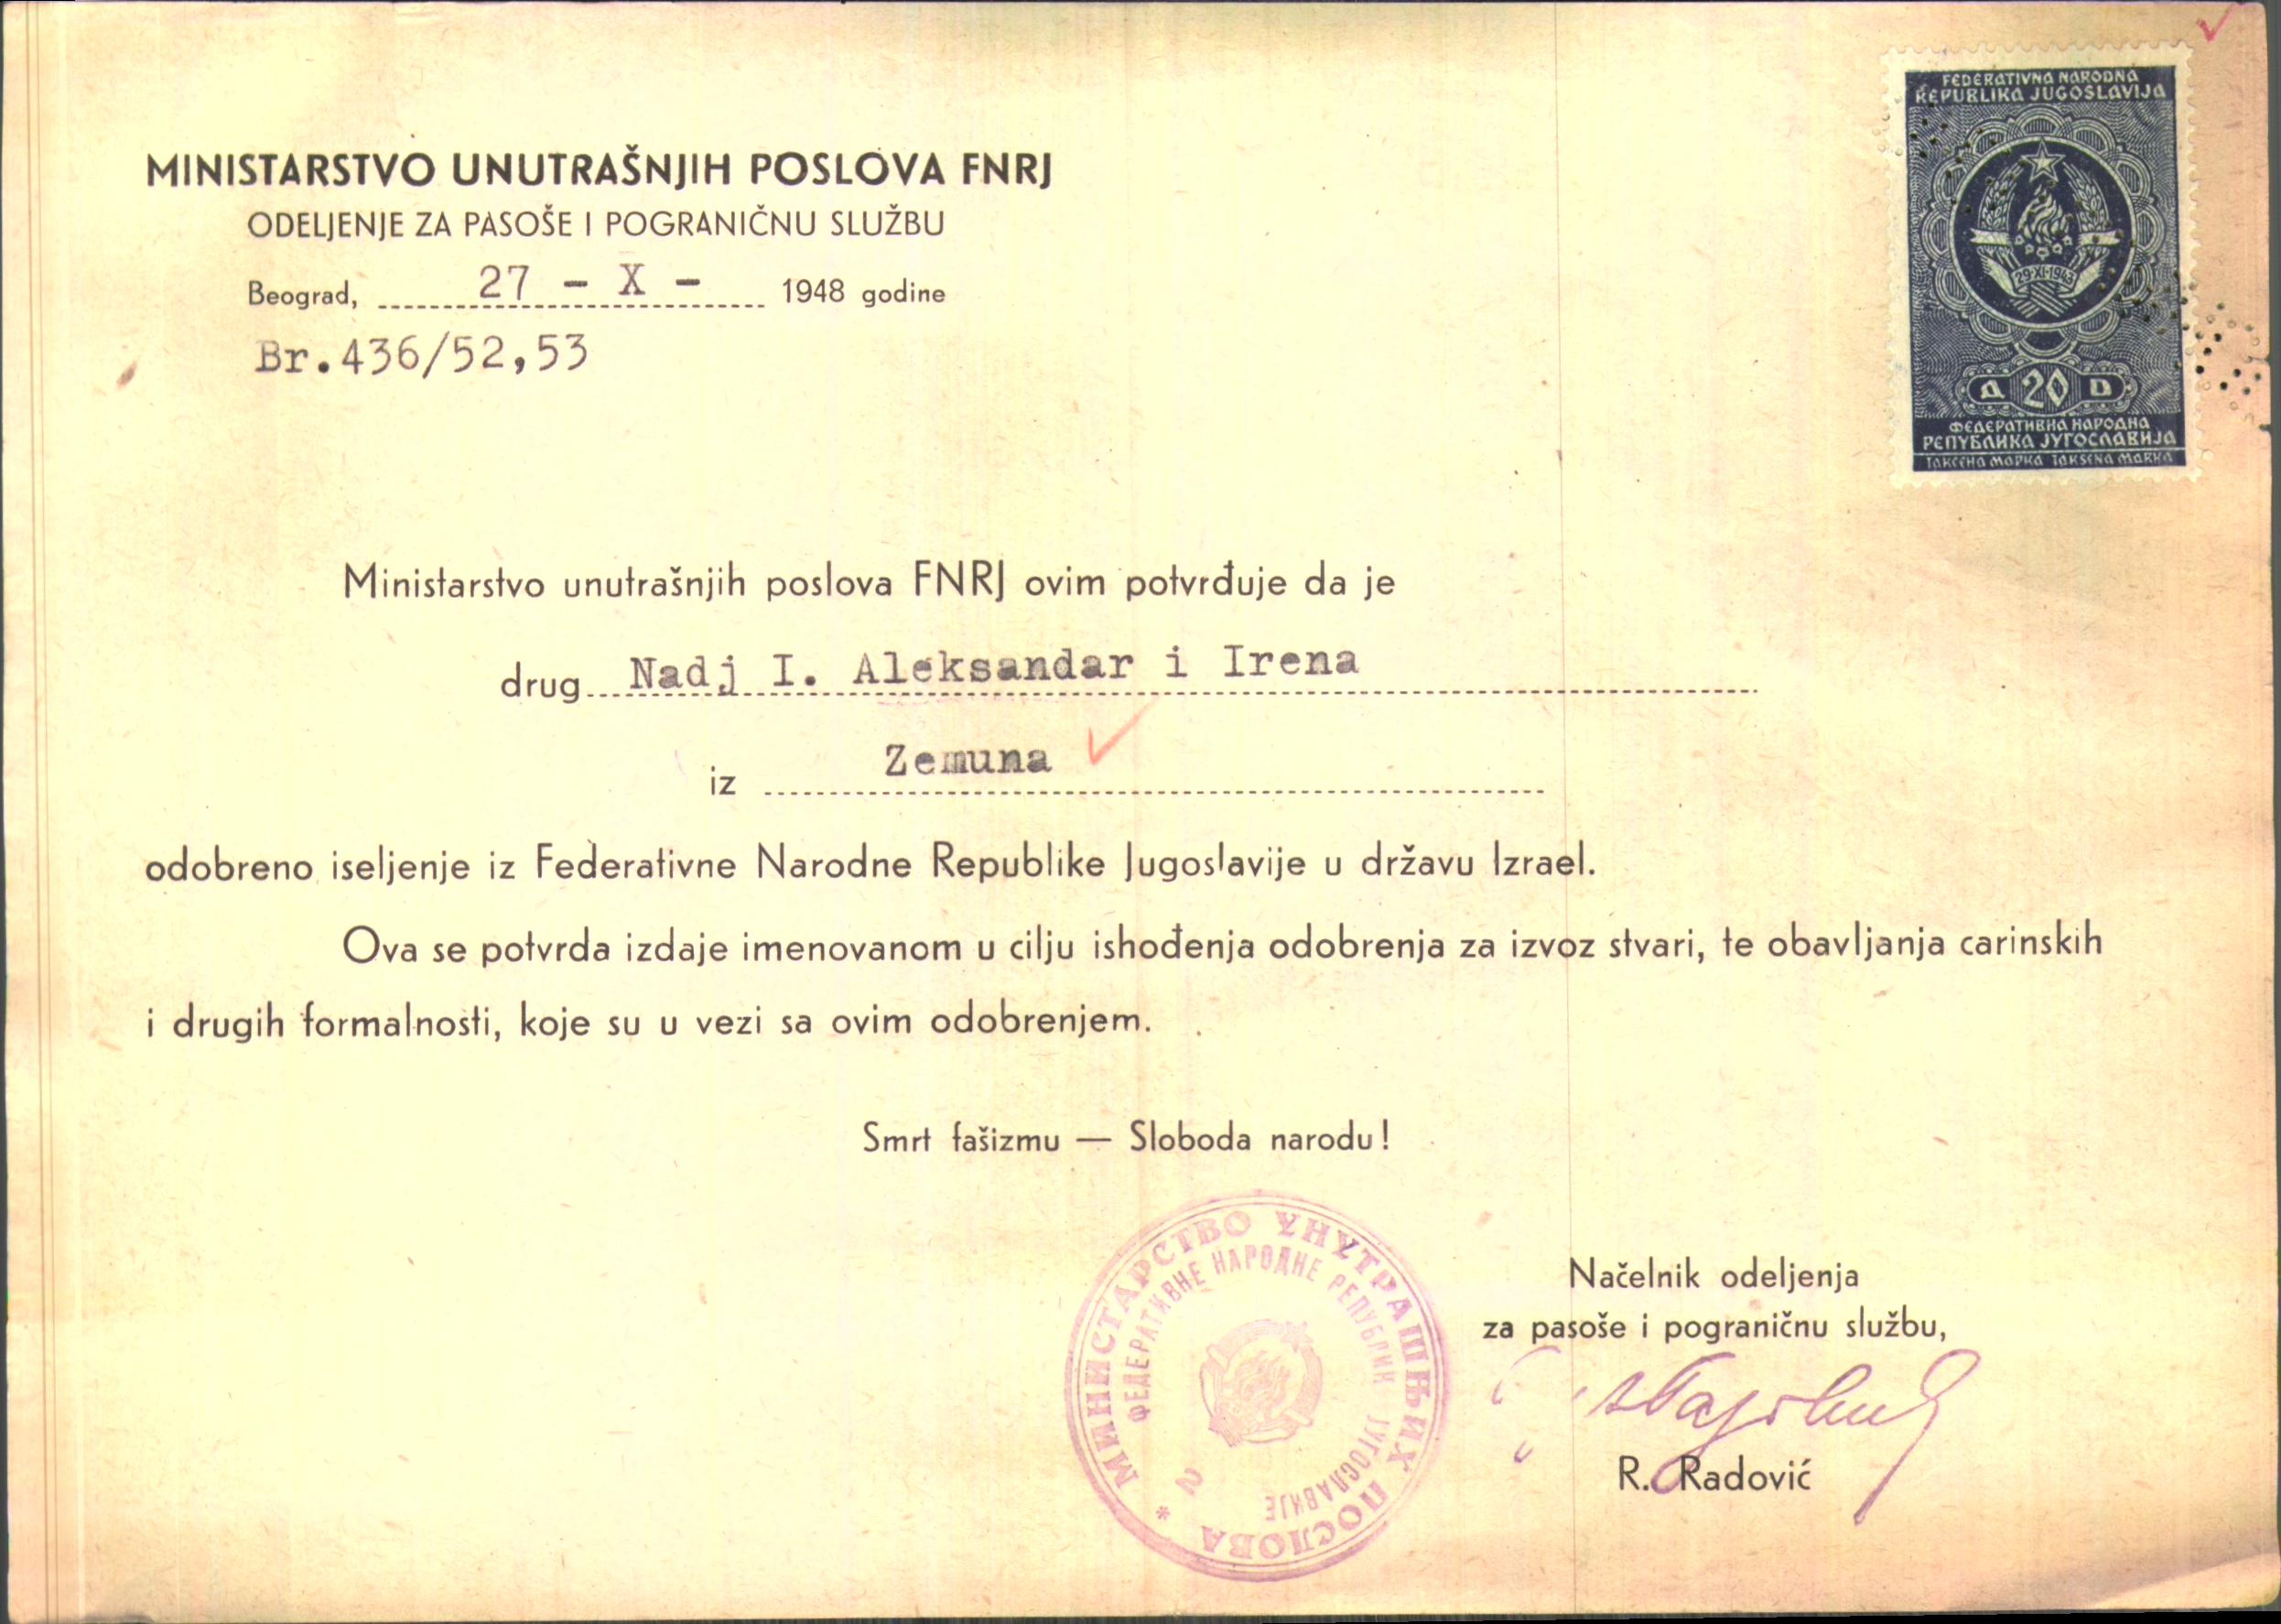 FEDERATIVNA NARODNA
REPUBLIKA JUGOSLAVIJA
29·XI·1943
Д 20 D
ФЕДЕРАТИВНА НАРОДНА
РЕПУБЛИКА ЈУГОСЛАВИЈА
ТАКСЕНА МАРКА TAKSENA MARKA
MINISTARSTVO UNUTRAŠNJIH POSLOVA FNRJ
ODELJENJE ZA PASOŠE I POGRANIČNU SLUŽBU
Beograd, 27 - X - 1948 godine
Br.436/52,53
Ministarstvo unutrašnjih poslova FNRJ ovim potvrđuje da je
drug Nadj I. Aleksandar i Irena
iz Zemuna
odobreno iseljenje iz Federativne Narodne Republike Jugoslavije u državu Izrael.
Ova se potvrda izdaje imenovanom u cilju ishođenja odobrenja za izvoz stvari, te obavljanja carinskih
i drugih formalnosti, koje su u vezi sa ovim odobrenjem.
Smrt fašizmu — Sloboda narodu!
МИНИСТАРСТВО УНУТРАШЊИХ ПОСЛОВА
ФЕДЕРАТИВНЕ НАРОДНЕ РЕПУБЛИКЕ ЈУГОСЛАВИЈЕ
* 2
Načelnik odeljenja
za pasoše i pograničnu službu,
R. Radović